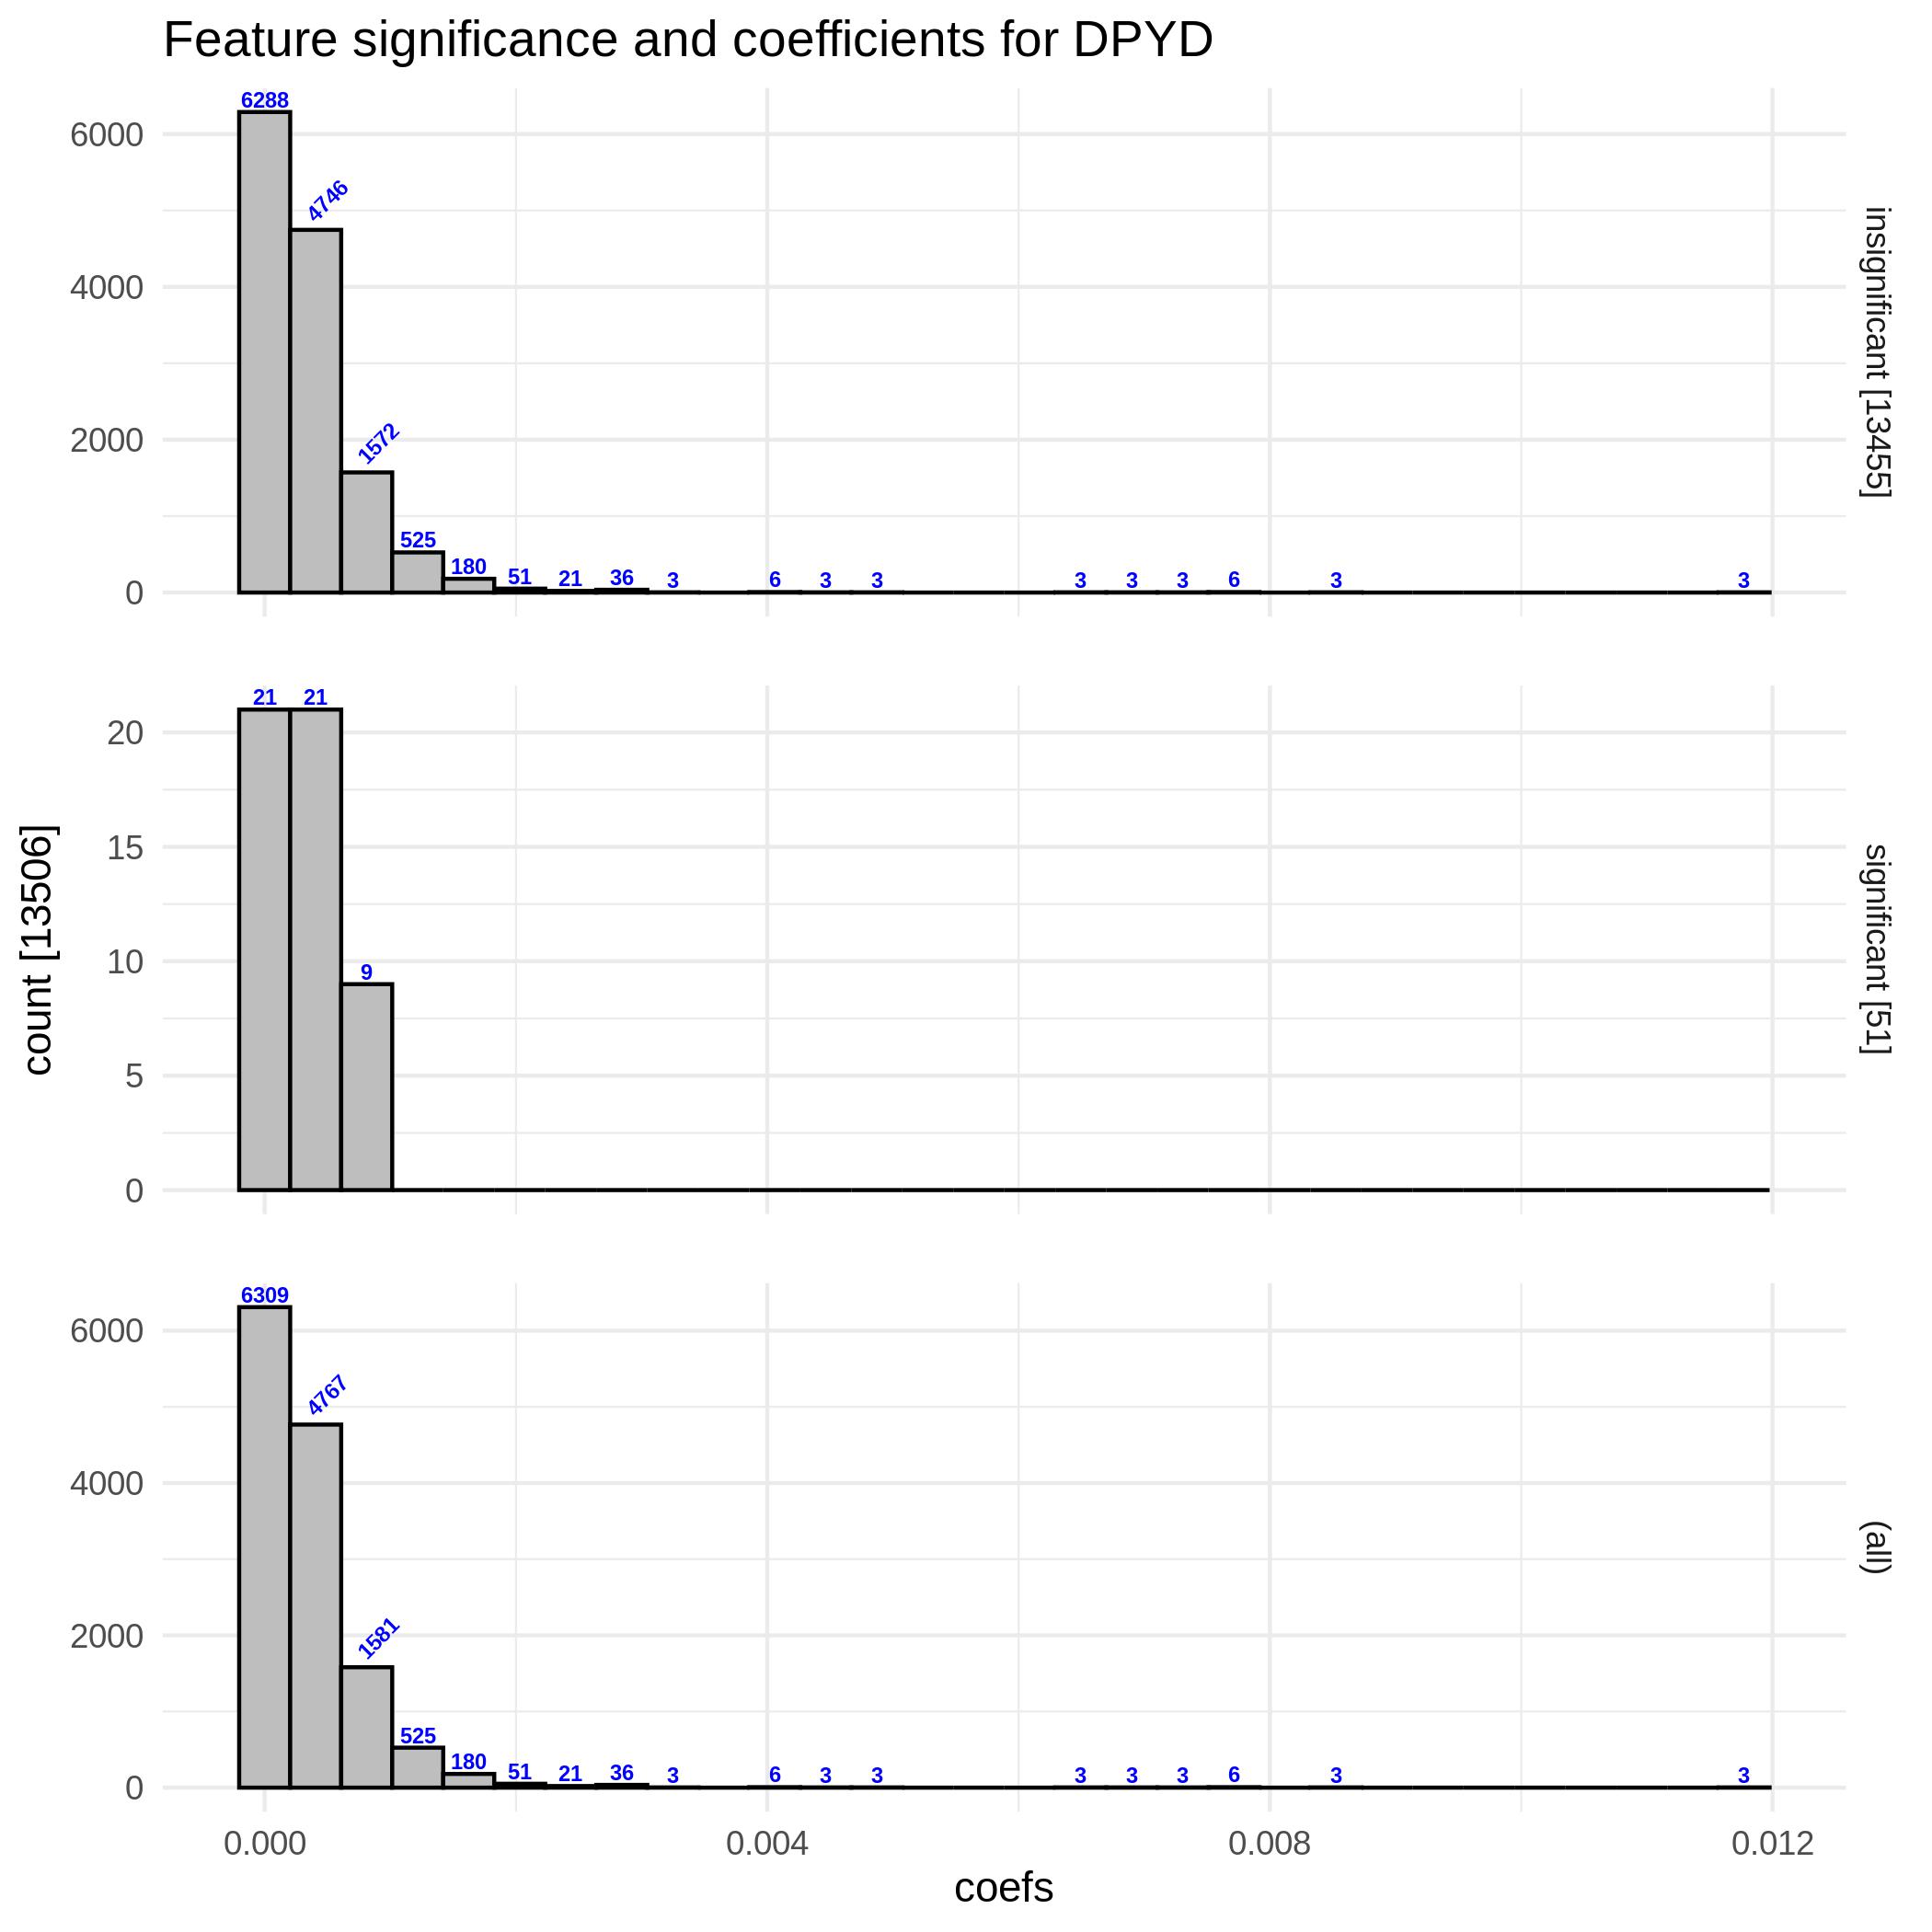 Feature significance and coefficients for DPYD
6288
6000
4746
4000
1572
2000
525
180
51 21 36 3 6 3 3 3 3 3 6 3 3
0
insignificant [13455]
21 21
20
15
10
9
5
0
significant [51]
count [13506]
6309
6000
4767
4000
1581
2000
525
180
51 21 36 3 6 3 3 3 3 3 6 3 3
0
(all)
0.000 0.004 0.008 0.012
coefs